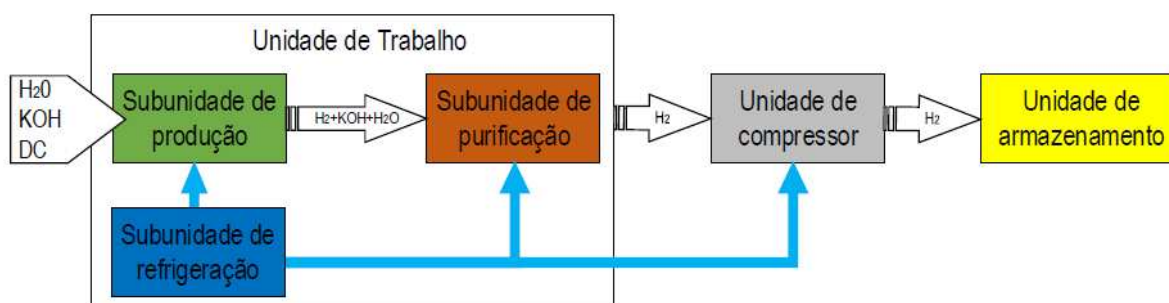 Unidade de Trabalho
H20
KOH
DC
Subunidade de
produção
H2+KOH+H2O
Subunidade de
purificação
H2
Unidade de
compressor
H2
Unidade de
armazenamento
Subunidade de
refrigeração